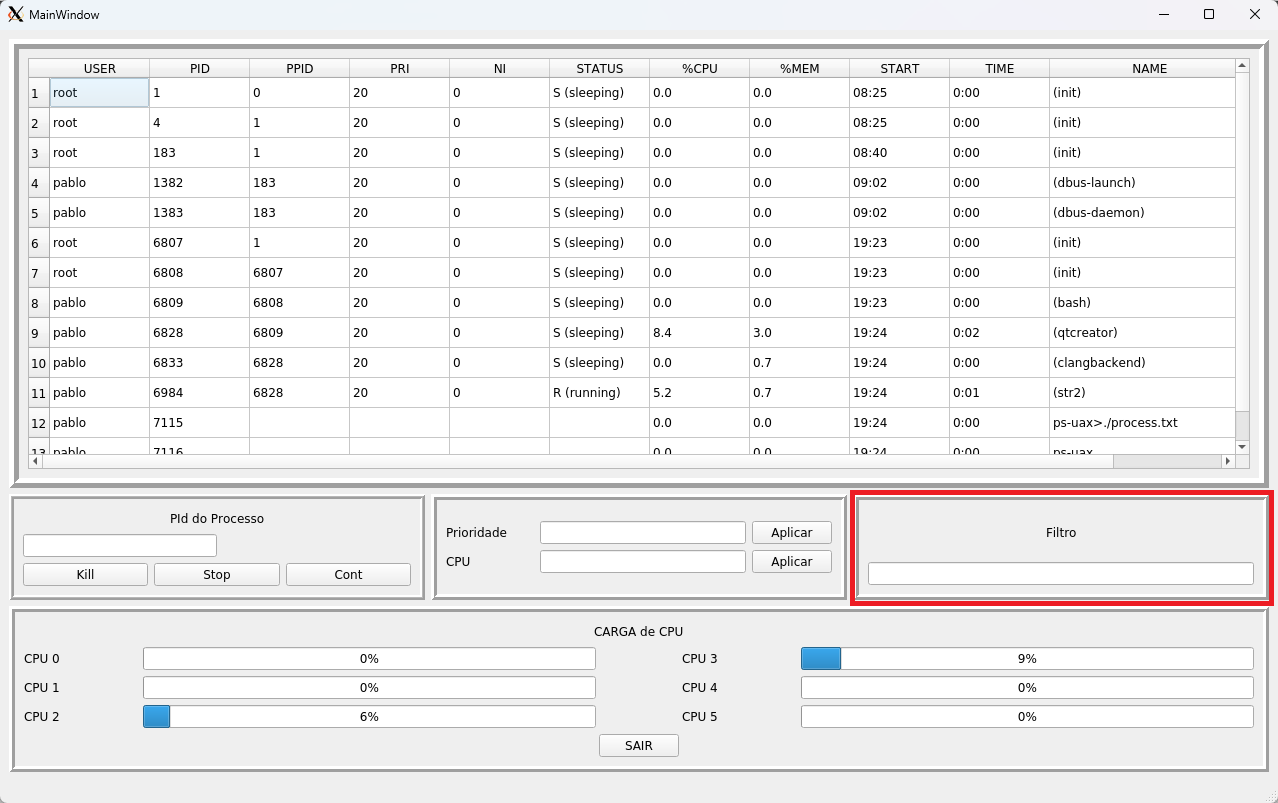 MainWindow
USER PID PPID PRI NI STATUS %CPU %MEM START TIME NAME
1 root 1 0 20 0 S (sleeping) 0.0 0.0 08:25 0:00 (init)
2 root 4 1 20 0 S (sleeping) 0.0 0.0 08:25 0:00 (init)
3 root 183 1 20 0 S (sleeping) 0.0 0.0 08:40 0:00 (init)
4 pablo 1382 183 20 0 S (sleeping) 0.0 0.0 09:02 0:00 (dbus-launch)
5 pablo 1383 183 20 0 S (sleeping) 0.0 0.0 09:02 0:00 (dbus-daemon)
6 root 6807 1 20 0 S (sleeping) 0.0 0.0 19:23 0:00 (init)
7 root 6808 6807 20 0 S (sleeping) 0.0 0.0 19:23 0:00 (init)
8 pablo 6809 6808 20 0 S (sleeping) 0.0 0.0 19:23 0:00 (bash)
9 pablo 6828 6809 20 0 S (sleeping) 8.4 3.0 19:24 0:02 (qtcreator)
10 pablo 6833 6828 20 0 S (sleeping) 0.0 0.7 19:24 0:00 (clangbackend)
11 pablo 6984 6828 20 0 R (running) 5.2 0.7 19:24 0:01 (str2)
12 pablo 7115 0.0 0.0 19:24 0:00 ps-uax>./process.txt
13 pablo 7116 0.0 0.0 19:24 0:00 ps-uax
PId do Processo
Kill Stop Cont
Prioridade Aplicar
CPU Aplicar
Filtro
CARGA de CPU
CPU 0 0% CPU 3 9%
CPU 1 0% CPU 4 0%
CPU 2 6% CPU 5 0%
SAIR